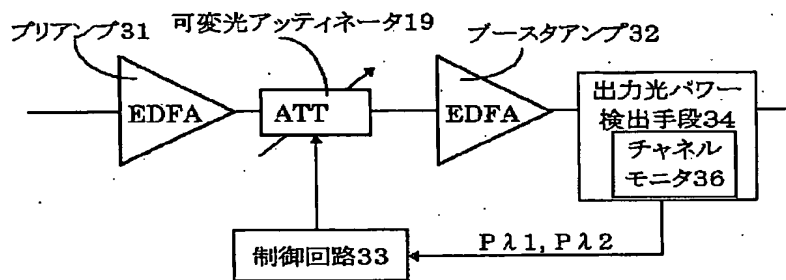 プリアンプ31
可変光アッティネータ19
ブースタアンプ32
EDFA
ATT
EDFA
出力光パワー
検出手段34
チャネル
モニタ36
制御回路33
Pλ1, Pλ2